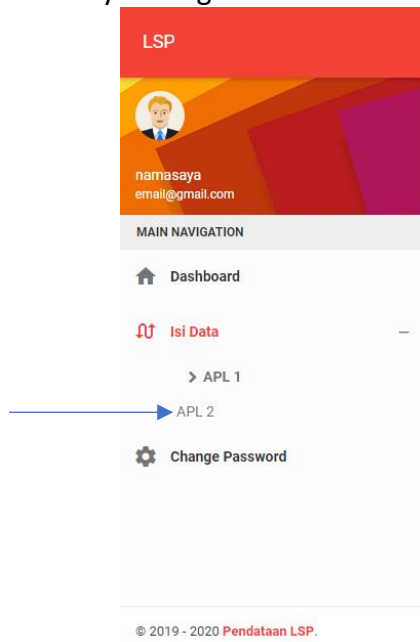 LSP
namasaya
email@gmail.com
MAIN NAVIGATION
Dashboard
Isi Data
APL 1
APL 2
Change Password
© 2019 - 2020 Pendataan LSP.